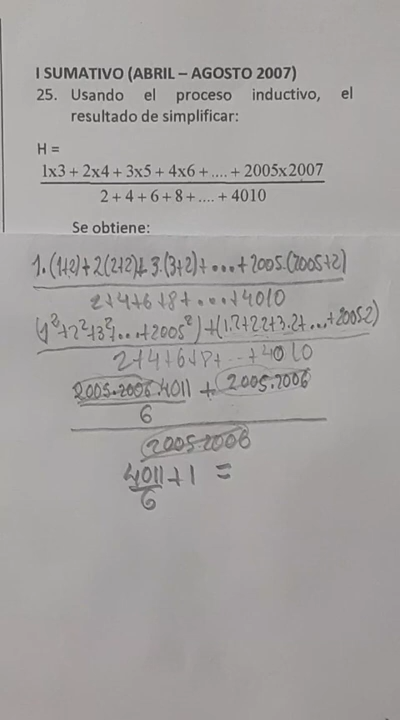 I SUMATIVO (ABRIL – AGOSTO 2007)
25. Usando el proceso inductivo, el
resultado de simplificar:
H =
1x3 + 2x4 + 3x5 + 4x6 + .... + 2005x2007
2 + 4 + 6 + 8 + .... + 4010
Se obtiene:
1.(1+2)+2(2+2)+3.(3+2)+...+2005.(2005+2)
2+4+6+8+...+4010
(1²+2²+3²+...+2005²)+(1.2+2.2+3.2+...+2005.2)
2+4+6+8+...+4010
2005.2006.4011 + 2005.2006
6
2005.2006
4011+1 =
6